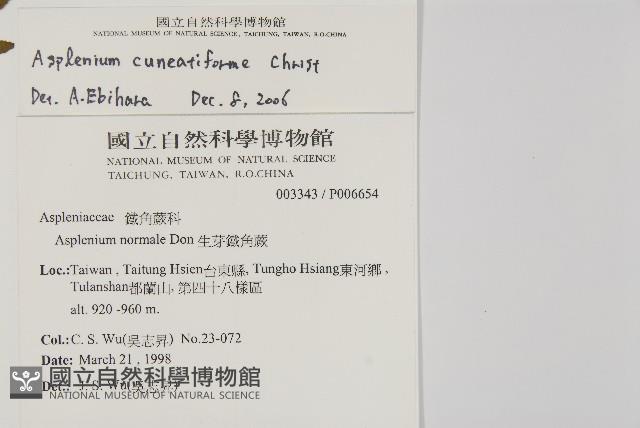 國立自然科學博物館
NATIONAL MUSEUM OF NATURAL SCIENCE, TAICHUNG, TAIWAN, R.O.CHINA
Asplenium cuneatiforme Christ
Det. A. Ebihara Dec. 8, 2006
國立自然科學博物館
NATIONAL MUSEUM OF NATURAL SCIENCE
TAICHUNG, TAIWAN, R.O.CHINA
003343 / P006654
Aspleniaceae 鐵角蕨科
Asplenium normale Don 生芽鐵角蕨
Loc.:Taiwan , Taitung Hsien台東縣, Tungho Hsiang東河鄉 ,
Tulanshan都蘭山, 第四十八樣區
alt. 920 -960 m.
Col.: C. S. Wu(吳志昇) No.23-072
Date: March 21 , 1998
Det.: J. S. Wu
國立自然科學博物館
NATIONAL MUSEUM OF NATURAL SCIENCE